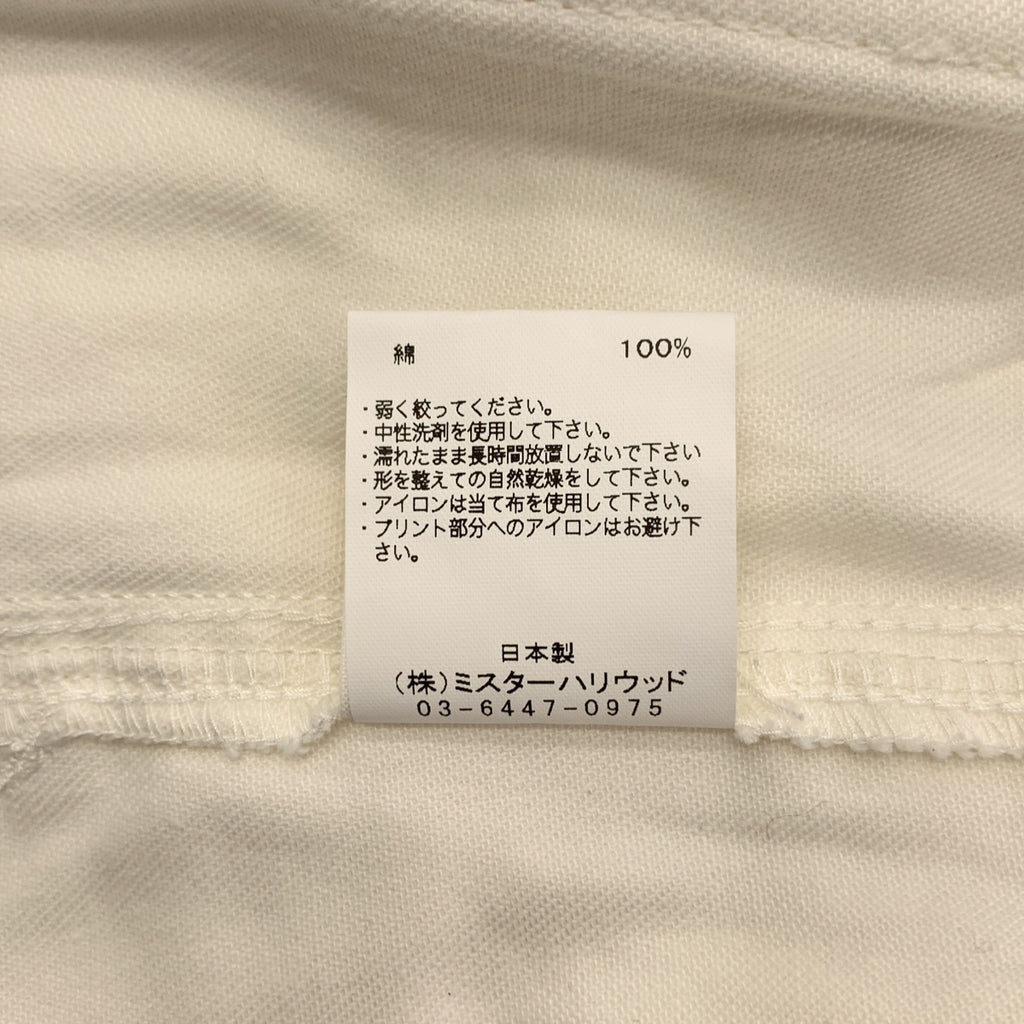 綿 100%
・弱く絞ってください。
・中性洗剤を使用して下さい。
・濡れたまま長時間放置しないで下さい
・形を整えての自然乾燥をして下さい。
・アイロンは当て布を使用して下さい。
・プリント部分へのアイロンはお避け下
さい。
日本製
(株)ミスターハリウッド
03-6447-0975